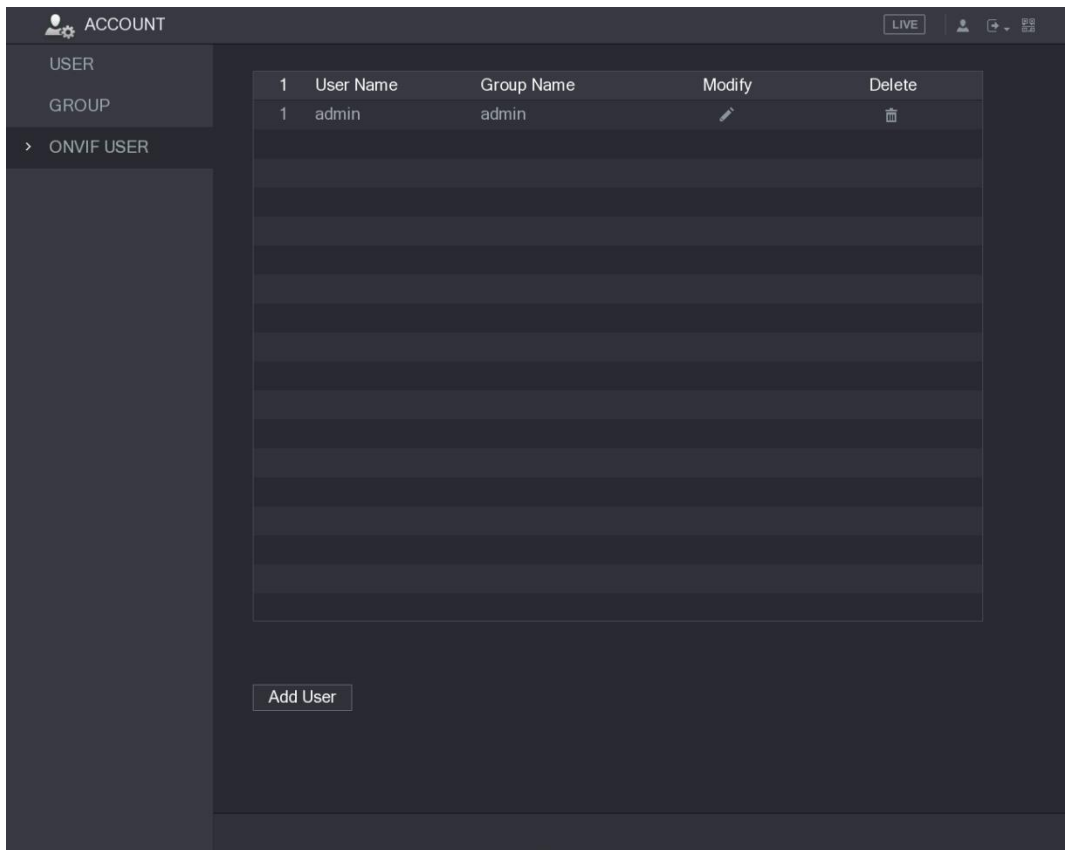 ACCOUNT LIVE
USER
GROUP
ONVIF USER
1 User Name Group Name Modify Delete
1 admin admin
Add User